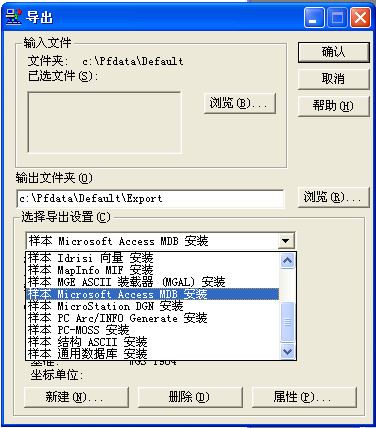 导出
输入文件
文件夹: c:\Pfdata\Default
已选文件(S):
浏览(B)...
确认
取消
帮助(H)
输出文件夹(O)
c:\Pfdata\Default\Export
浏览(R)...
选择导出设置(C)
样本 Microsoft Access MDB 安装
样本 Idrisi 向量 安装
样本 MapInfo MIF 安装
样本 MGE ASCII 装载器 (MGAL) 安装
样本 Microsoft Access MDB 安装
样本 MicroStation DGN 安装
样本 PC Arc/INFO Generate 安装
样本 PC-MOSS 安装
样本 结构 ASCII 安装
样本 通用数据库 安装
坐标单位:
新建(N)...
删除(D)
属性(P)...